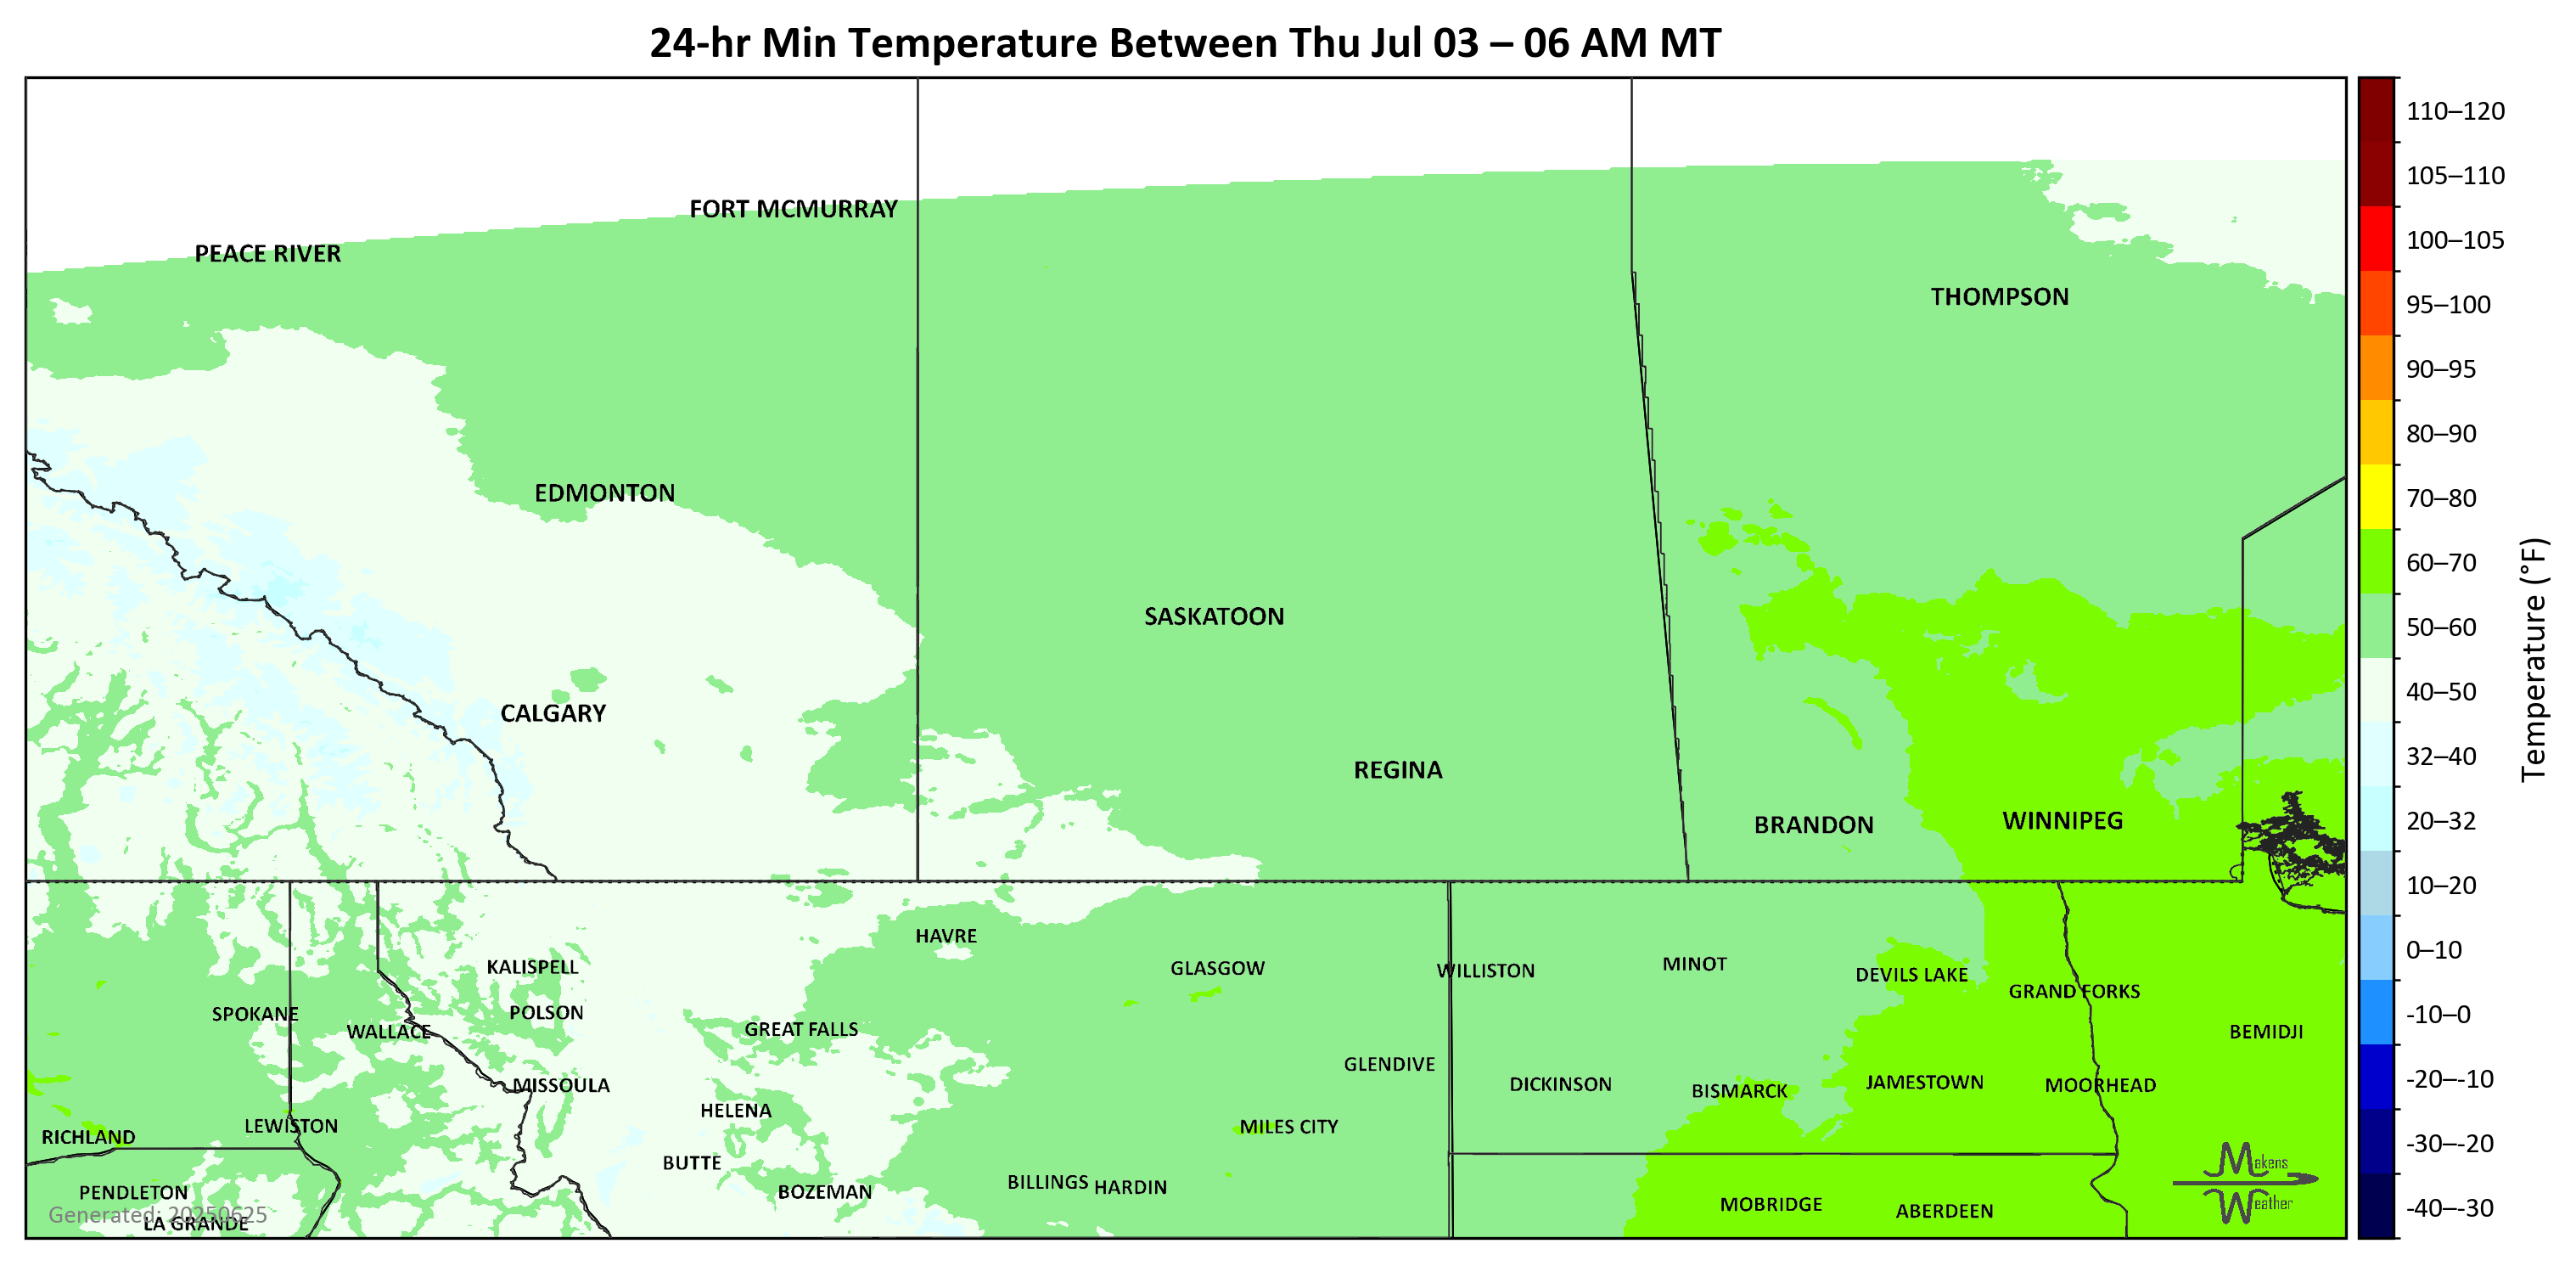 24-hr Min Temperature Between Thu Jul 03 – 06 AM MT
FORT MCMURRAY
PEACE RIVER
THOMPSON
EDMONTON
SASKATOON
CALGARY
REGINA
BRANDON
WINNIPEG
HAVRE
KALISPELL
GLASGOW
WILLISTON
MINOT
DEVILS LAKE
GRAND FORKS
SPOKANE
POLSON
WALLACE
GREAT FALLS
BEMIDJI
GLENDIVE
MISSOULA
DICKINSON
BISMARCK
JAMESTOWN
MOORHEAD
HELENA
LEWISTON
MILES CITY
RICHLAND
BUTTE
BILLINGS
HARDIN
PENDLETON
BOZEMAN
MOBRIDGE
ABERDEEN
Generated: 20250625
LA GRANDE
Makens
Weather
110–120
105–110
100–105
95–100
90–95
80–90
70–80
60–70
50–60
40–50
32–40
20–32
10–20
0–10
-10–0
-20–-10
-30–-20
-40–-30
Temperature (°F)